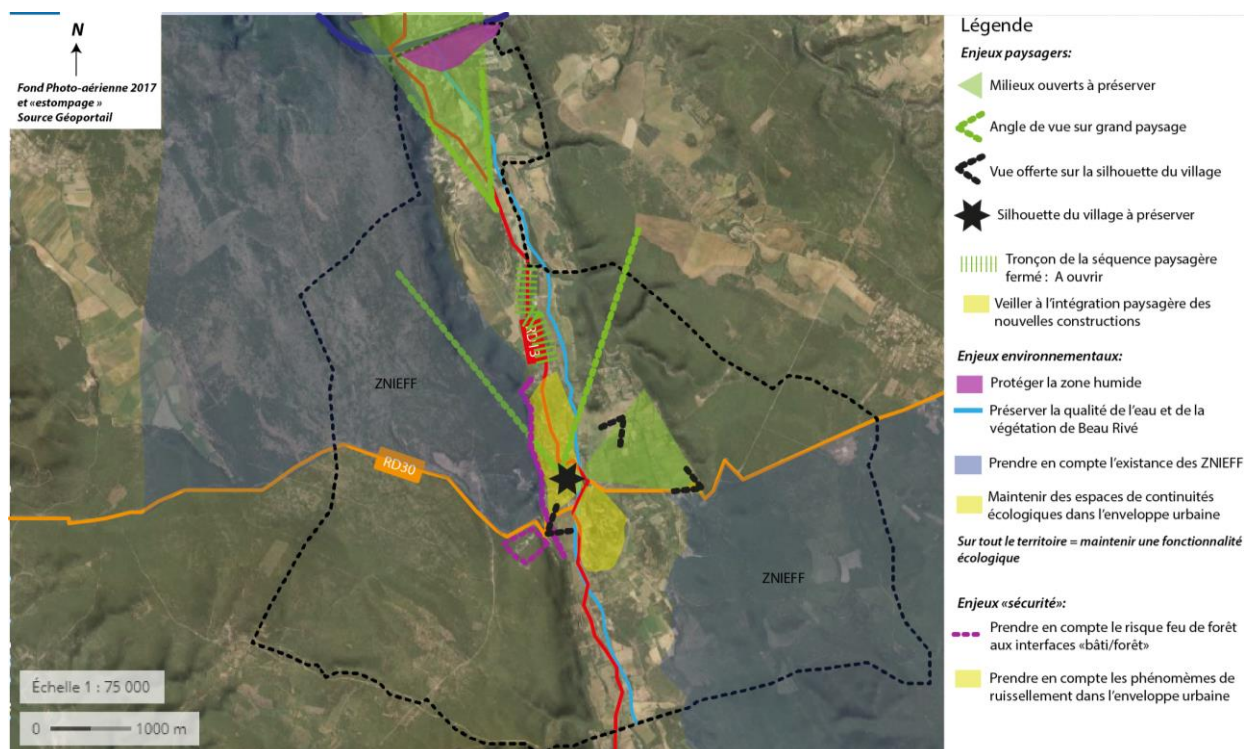 N
Fond Photo-aérienne 2017
et «estompage »
Source Géoportail
ZNIEFF
RD13
RD30
ZNIEFF
Échelle 1 : 75 000
0 1000 m
Légende
Enjeux paysagers:
Milieux ouverts à préserver
Angle de vue sur grand paysage
Vue offerte sur la silhouette du village
Silhouette du village à préserver
Tronçon de la séquence paysagère
fermé : A ouvrir
Veiller à l'intégration paysagère des
nouvelles constructions
Enjeux environnementaux:
Protéger la zone humide
Préserver la qualité de l'eau et de la
végétation de Beau Rivé
Prendre en compte l'existance des ZNIEFF
Maintenir des espaces de continuités
écologiques dans l'enveloppe urbaine
Sur tout le territoire = maintenir une fonctionnalité
écologique
Enjeux «sécurité»:
Prendre en compte le risque feu de forêt
aux interfaces «bâti/forêt»
Prendre en compte les phénomèmes de
ruissellement dans l'enveloppe urbaine